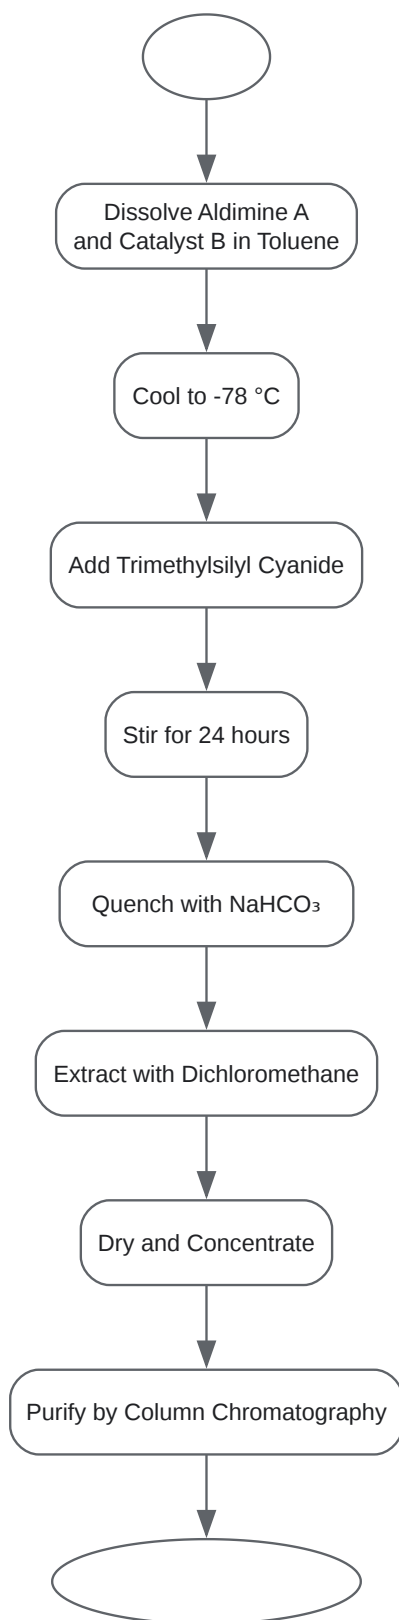 Dissolve Aldimine A
and Catalyst B in Toluene
Cool to -78 °C
Add Trimethylsilyl Cyanide
Stir for 24 hours
Quench with NaHCO₃
Extract with Dichloromethane
Dry and Concentrate
Purify by Column Chromatography